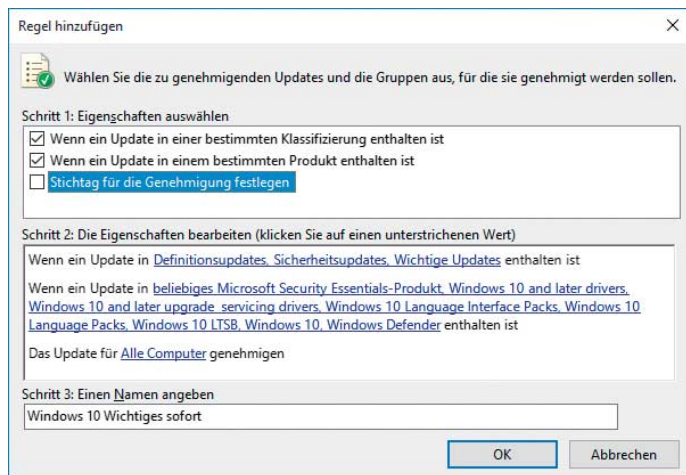 Regel hinzufügen
Wählen Sie die zu genehmigenden Updates und die Gruppen aus, für die sie genehmigt werden sollen.
Schritt 1: Eigenschaften auswählen
Wenn ein Update in einer bestimmten Klassifizierung enthalten ist
Wenn ein Update in einem bestimmten Produkt enthalten ist
Stichtag für die Genehmigung festlegen
Schritt 2: Die Eigenschaften bearbeiten (klicken Sie auf einen unterstrichenen Wert)
Wenn ein Update in Definitionsupdates, Sicherheitsupdates, Wichtige Updates enthalten ist
Wenn ein Update in beliebiges Microsoft Security Essentials-Produkt, Windows 10 and later drivers,
Windows 10 and later upgrade servicing drivers, Windows 10 Language Interface Packs, Windows 10
Language Packs, Windows 10 LTSB, Windows 10, Windows Defender enthalten ist
Das Update für Alle Computer genehmigen
Schritt 3: Einen Namen angeben
Windows 10 Wichtiges sofort
OK Abbrechen